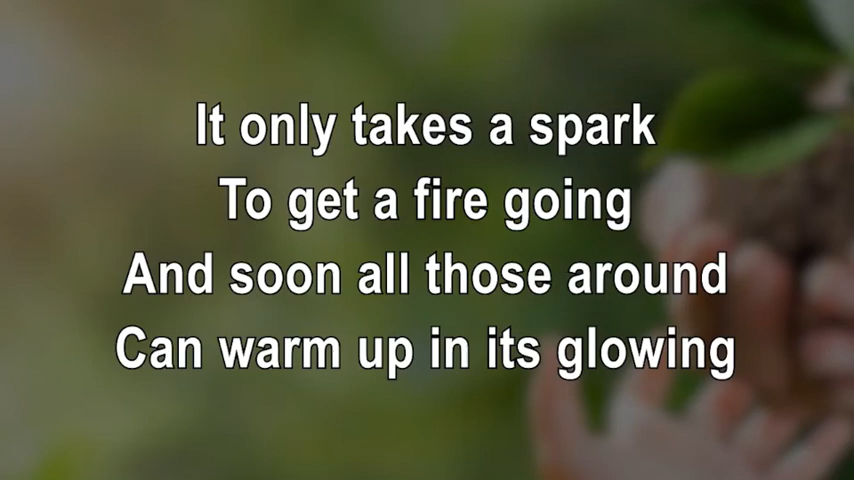 It only takes a spark
To get a fire going
And soon all those around
Can warm up in its glowing